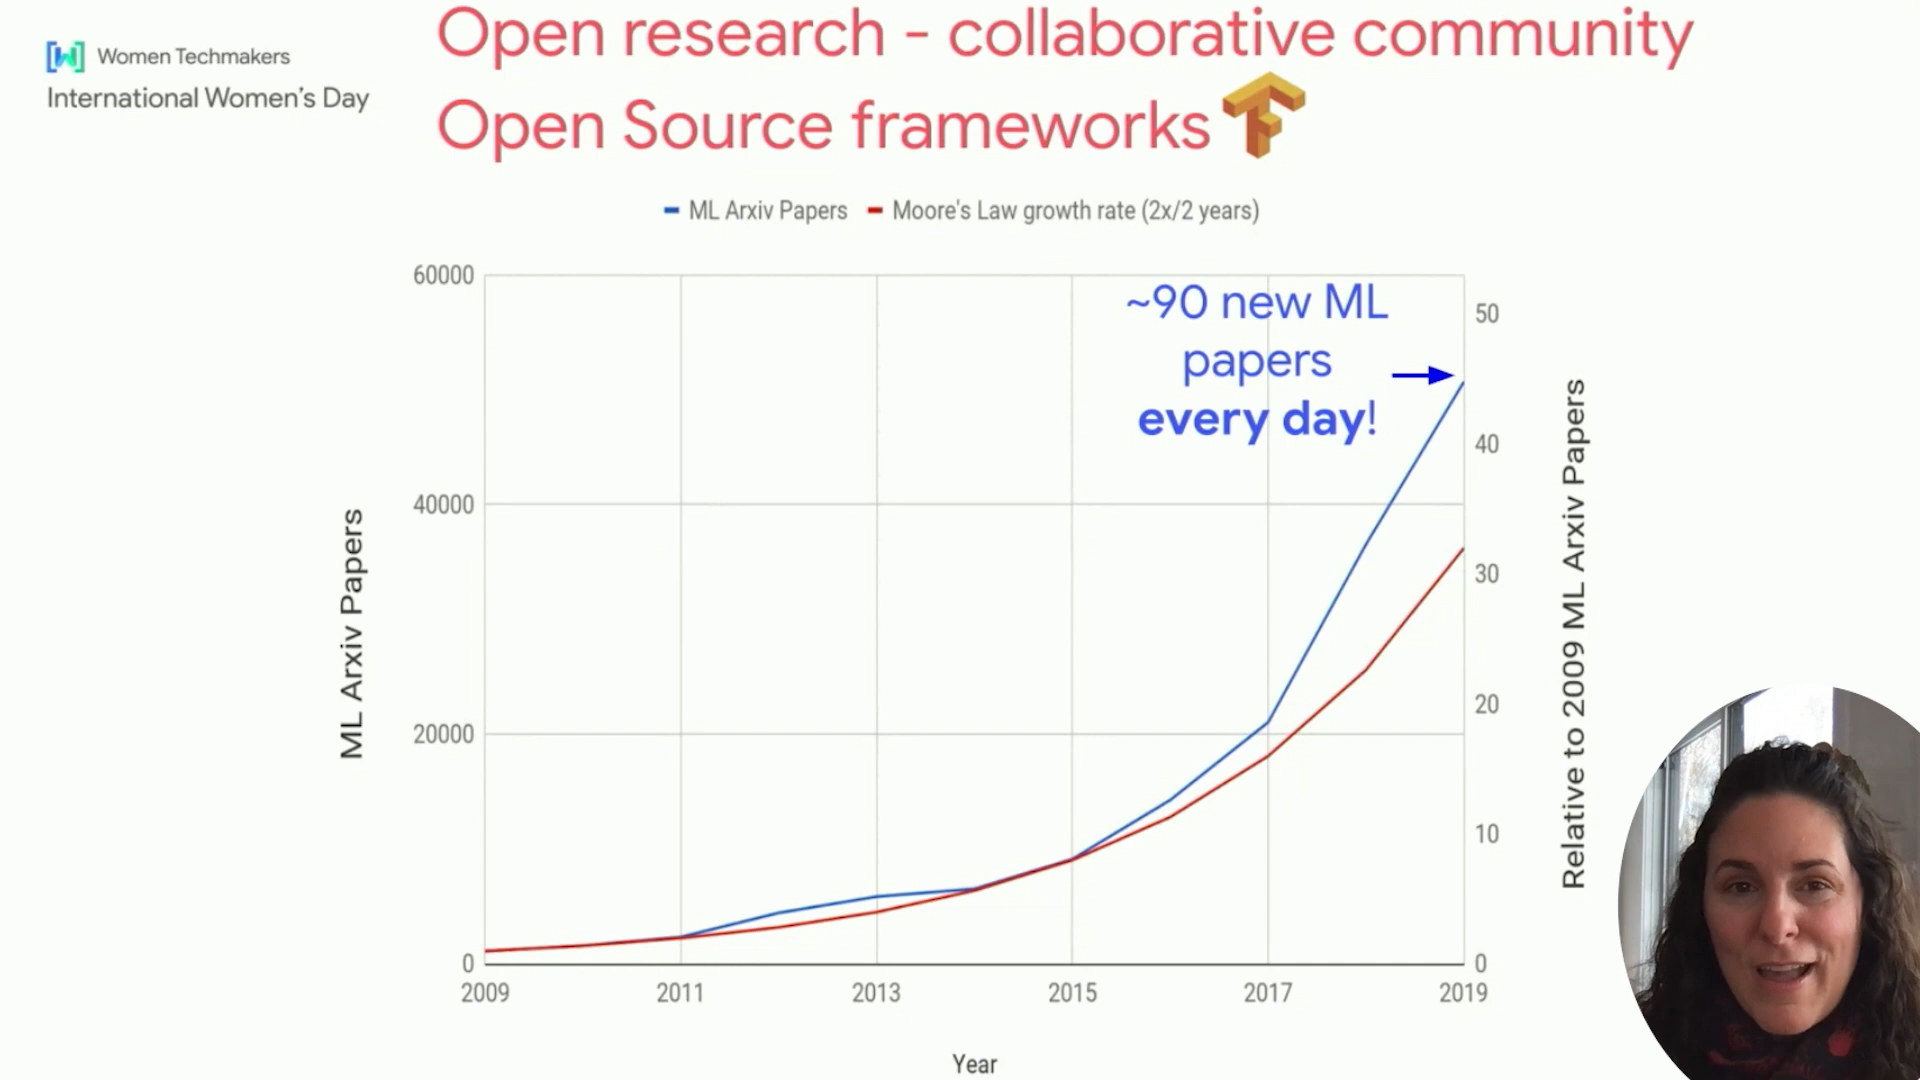 Women Techmakers
International Women's Day
Open research - collaborative community
Open Source frameworks
ML Arxiv Papers
Moore's Law growth rate (2x/2 years)
~90 new ML
papers
every day!
ML Arxiv Papers
60000
40000
20000
0
50
40
30
20
10
0
Relative to 2009 ML Arxiv Papers
2009
2011
2013
2015
2017
2019
Year